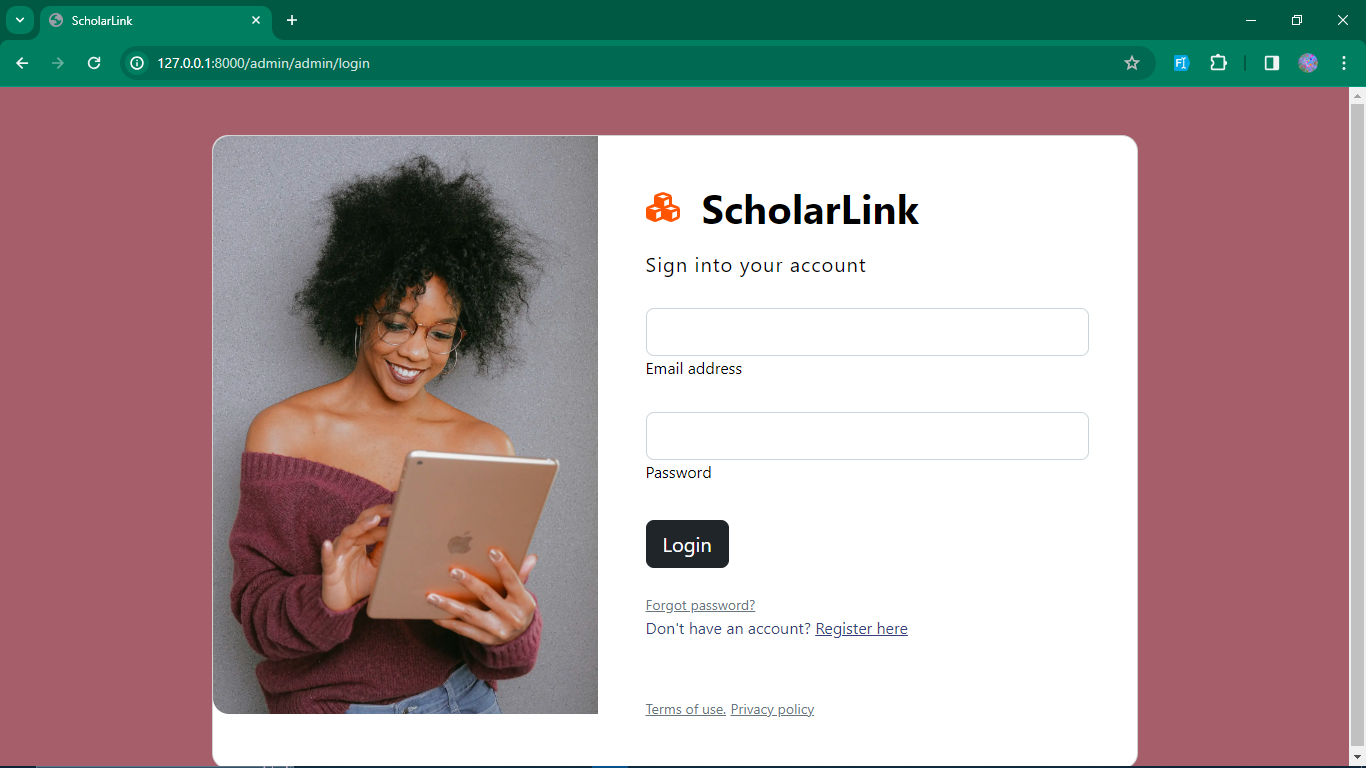 ScholarLink
127.0.0.1:8000/admin/admin/login
ScholarLink
Sign into your account
Email address
Password
Login
Forgot password?
Don't have an account? Register here
Terms of use. Privacy policy